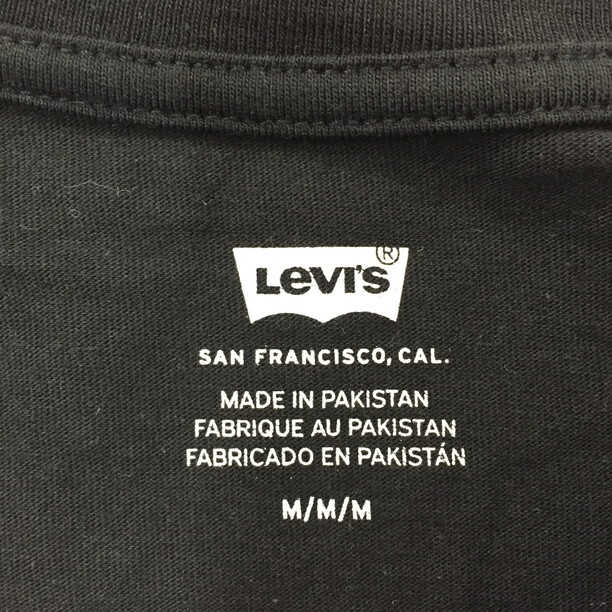 Levi's®
SAN FRANCISCO, CAL.
MADE IN PAKISTAN
FABRIQUE AU PAKISTAN
FABRICADO EN PAKISTÁN
M/M/M